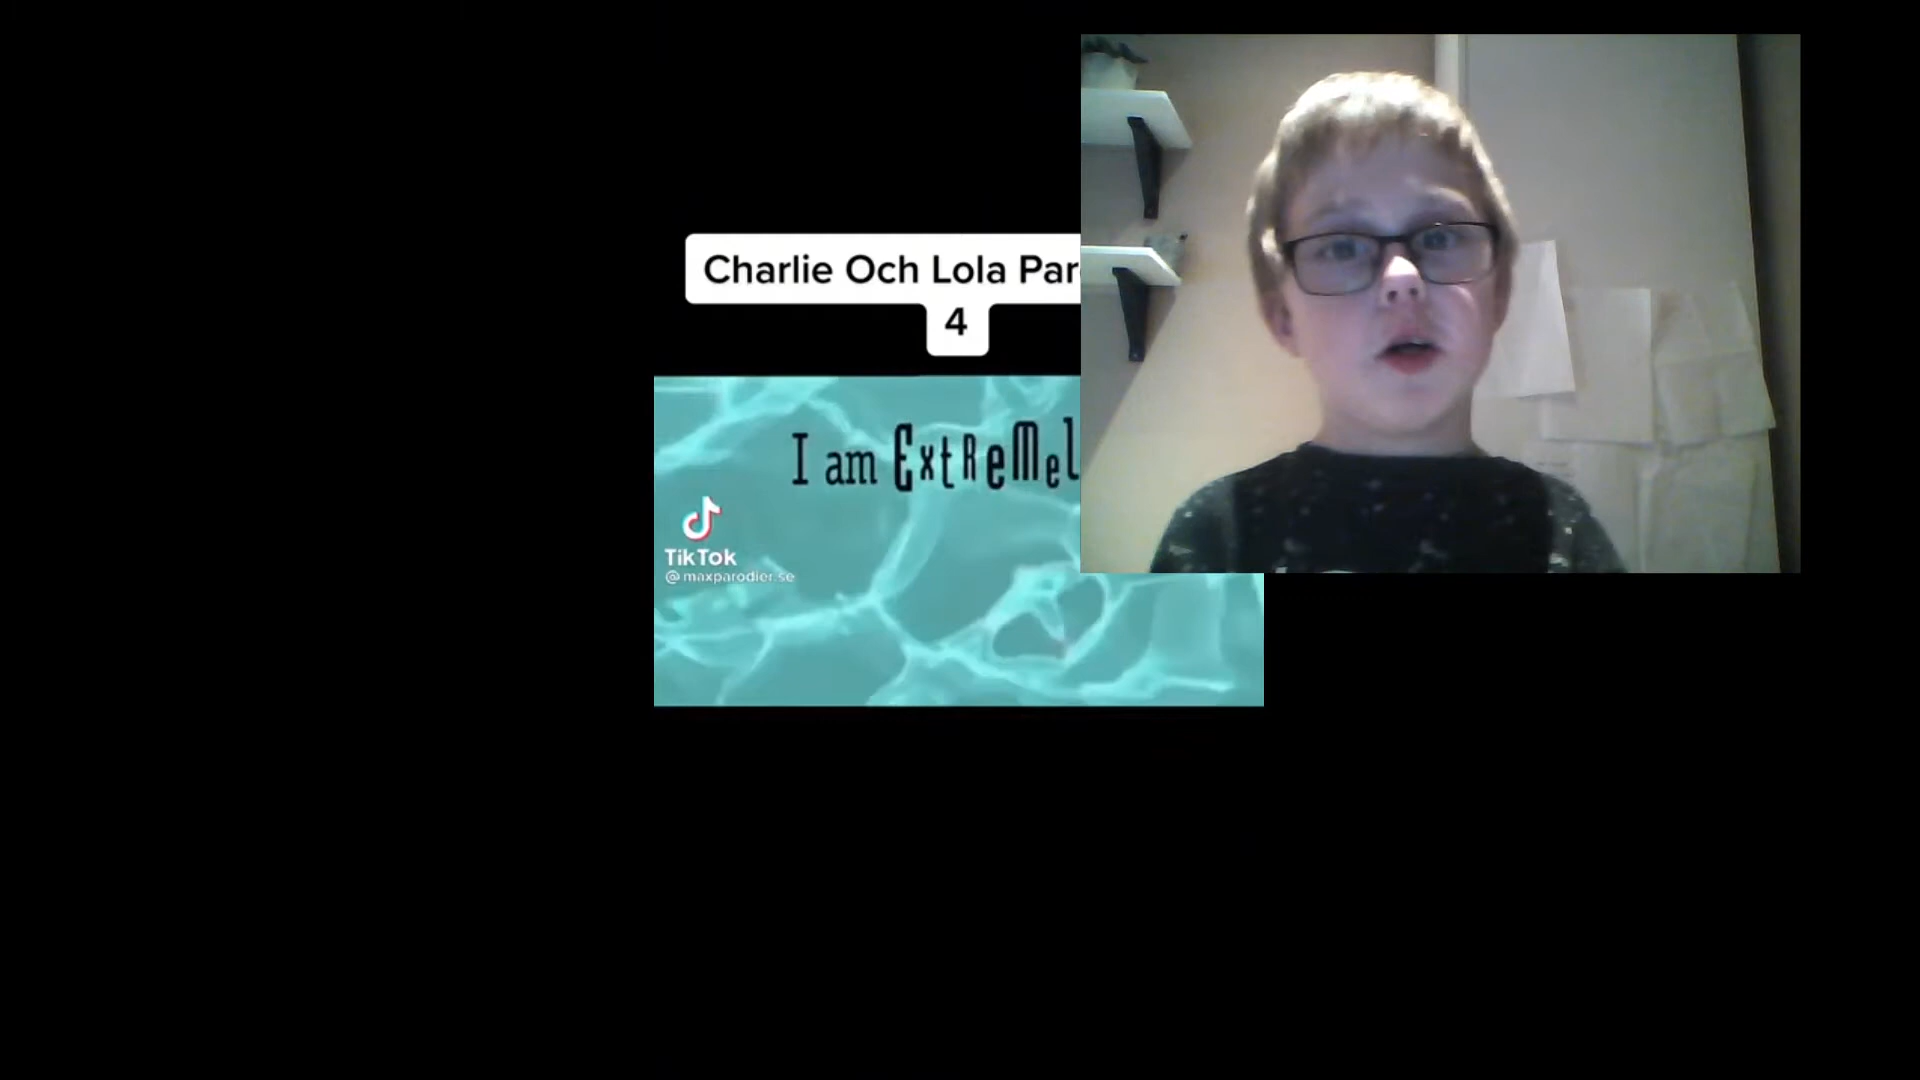 Charlie Och Lola Par
4
I am ExtReMel
TikTok
@maxparodier.se